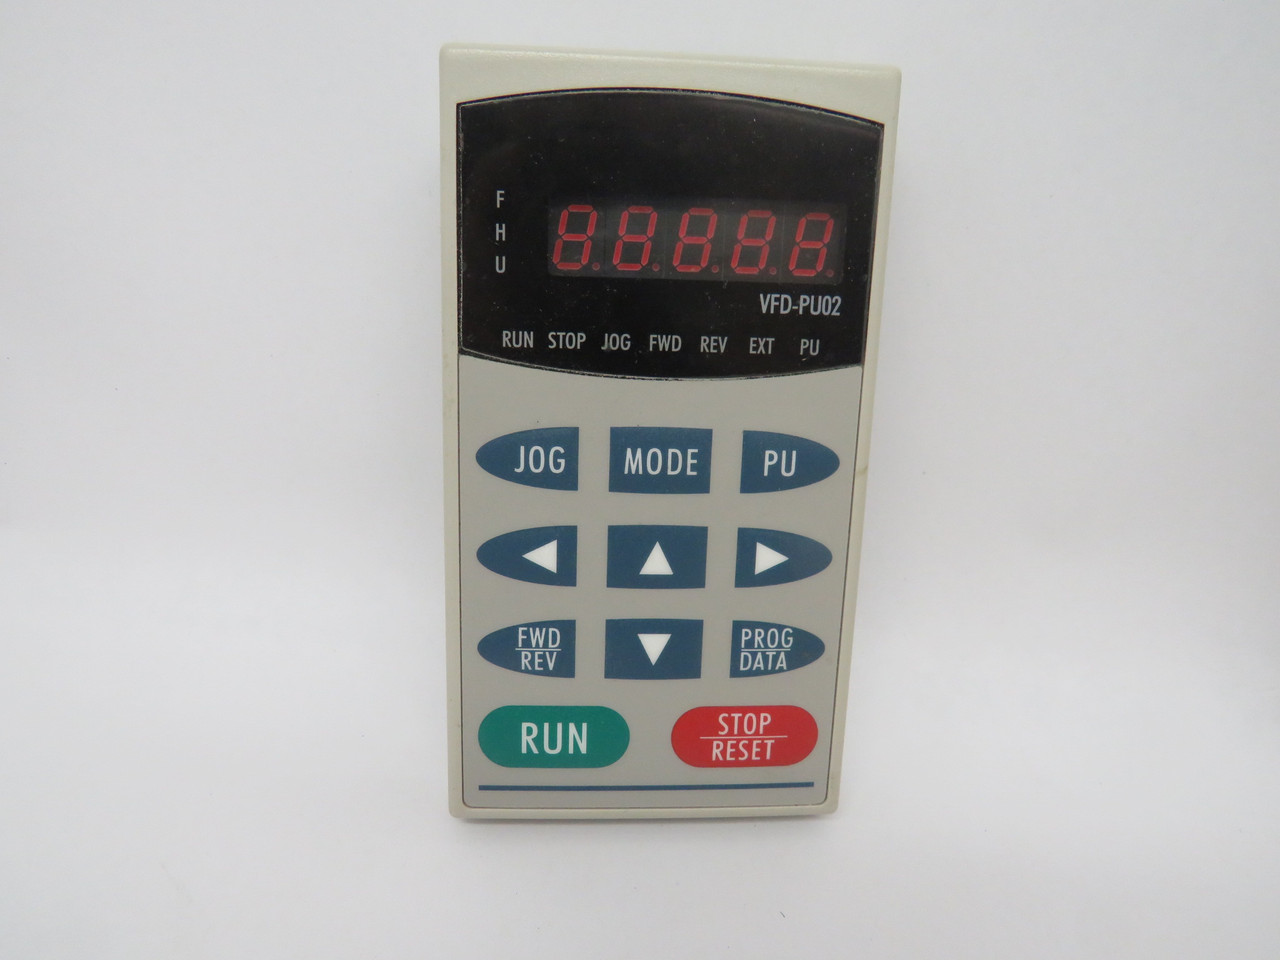 F
H
U
8.8.8.8.8.
VFD-PU02
RUN STOP JOG FWD REV EXT PU
JOG MODE PU
◀ ▲ ▶
FWD
REV
▼
PROG
DATA
RUN
STOP
RESET